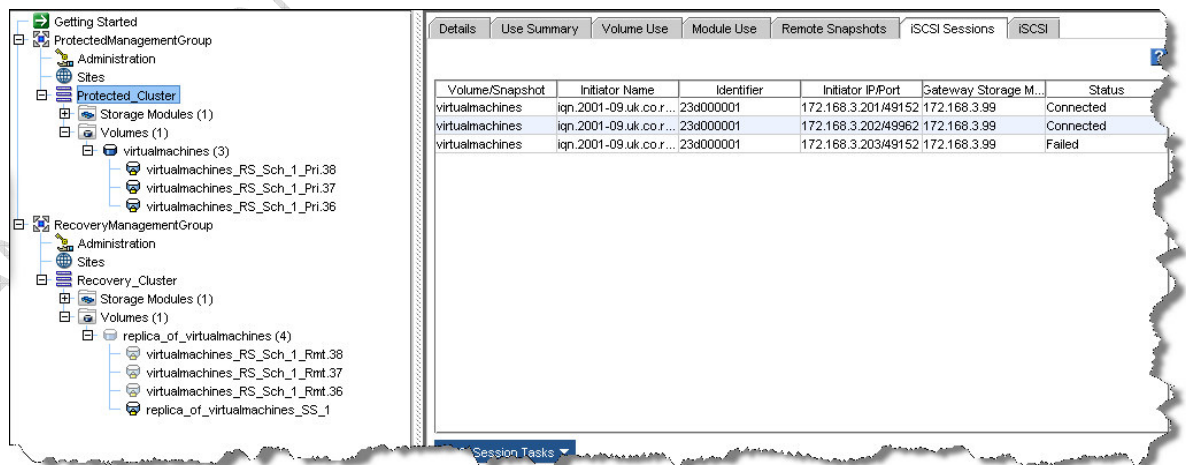 Getting Started
ProtectedManagementGroup
Administration
Sites
Protected_Cluster
Storage Modules (1)
Volumes (1)
virtualmachines (3)
virtualmachines_RS_Sch_1_Pri.38
virtualmachines_RS_Sch_1_Pri.37
virtualmachines_RS_Sch_1_Pri.36
RecoveryManagementGroup
Administration
Sites
Recovery_Cluster
Storage Modules (1)
Volumes (1)
replica_of_virtualmachines (4)
virtualmachines_RS_Sch_1_Rmt.38
virtualmachines_RS_Sch_1_Rmt.37
virtualmachines_RS_Sch_1_Rmt.36
replica_of_virtualmachines_SS_1
Details Use Summary Volume Use Module Use Remote Snapshots iSCSI Sessions iSCSI
?
Volume/Snapshot Initiator Name Identifier Initiator IP/Port Gateway Storage M... Status
virtualmachines iqn.2001-09.uk.co.r... 23d000001 172.168.3.201/49152 172.168.3.99 Connected
virtualmachines iqn.2001-09.uk.co.r... 23d000001 172.168.3.202/49962 172.168.3.99 Connected
virtualmachines iqn.2001-09.uk.co.r... 23d000001 172.168.3.203/49152 172.168.3.99 Failed
Session Tasks